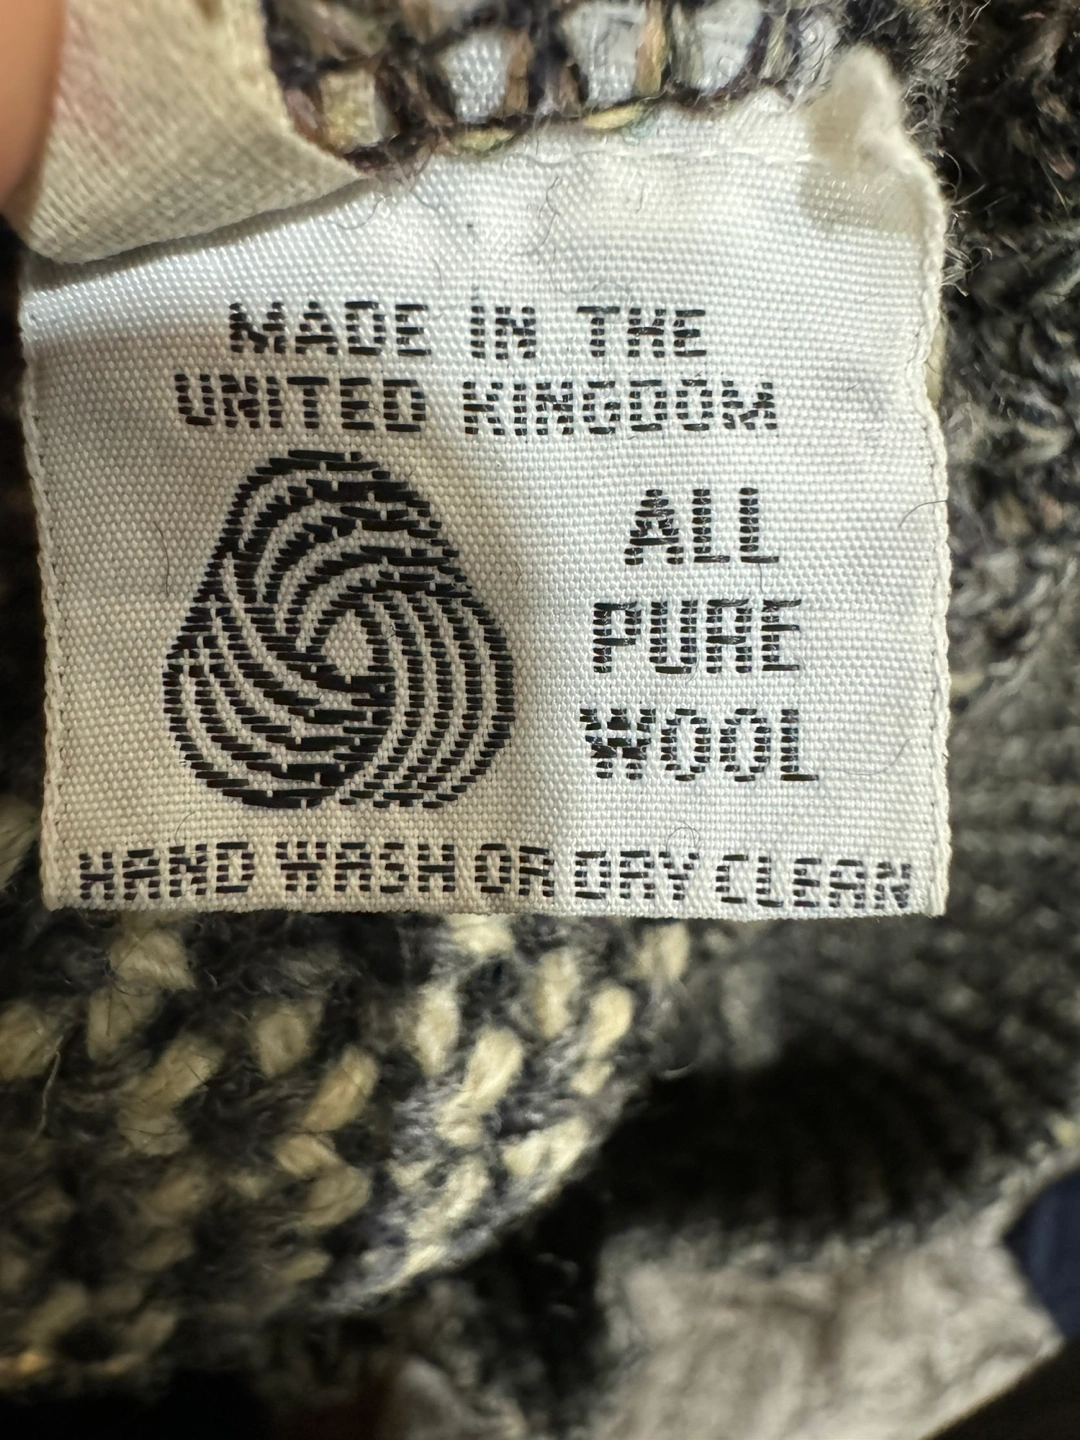 MADE IN THE
UNITED KINGDOM
ALL
PURE
WOOL
HAND WASH OR DRY CLEAN